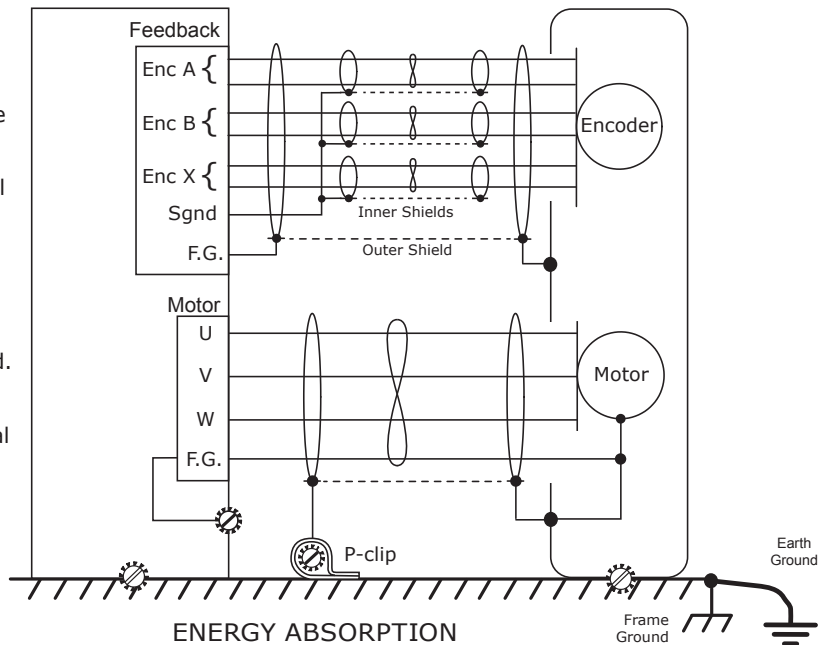 Feedback
Enc A {
Enc B {
Enc X {
Sgnd
F.G.
Inner Shields
Outer Shield
Encoder
Motor
U
V
W
F.G.
Motor
P-clip
Earth
Ground
Frame
Ground
ENERGY ABSORPTION